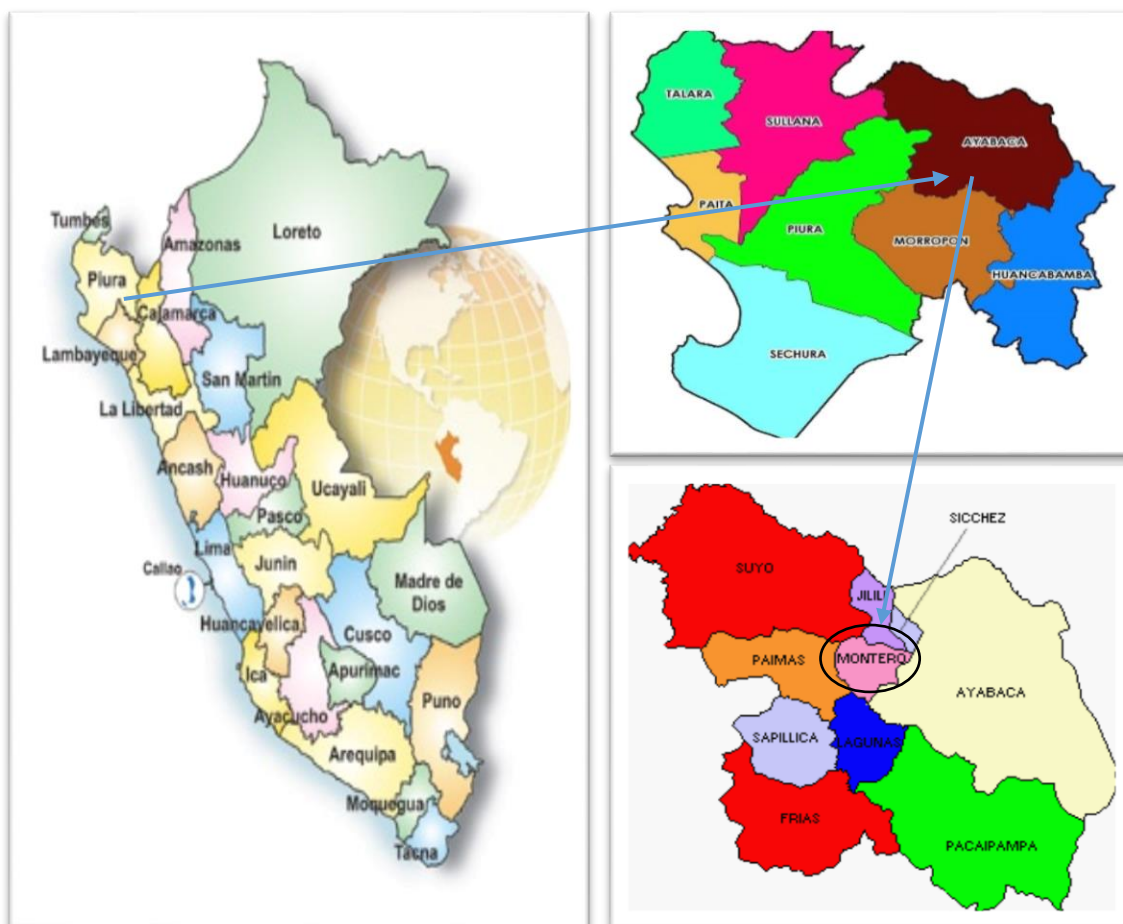 Tumbes
Amazonas
Loreto
Piura
Cajamarca
Lambayeque
San Martin
La Libertad
Ancash
Huanuco
Ucayali
Pasco
Lima
Junin
Callao
Madre de
Dios
Huancavelica
Cusco
Ica
Apurimac
Puno
Ayacucho
Arequipa
Moquegua
Tacna
TALARA
SULLANA
AYABACA
PAITA
PIURA
MORROPON
HUANCABAMBA
SECHURA
SICCHEZ
SUYO
JILILI
PAIMAS
MONTERO
AYABACA
SAPILLICA
LAGUNAS
FRIAS
PACAIPAMPA